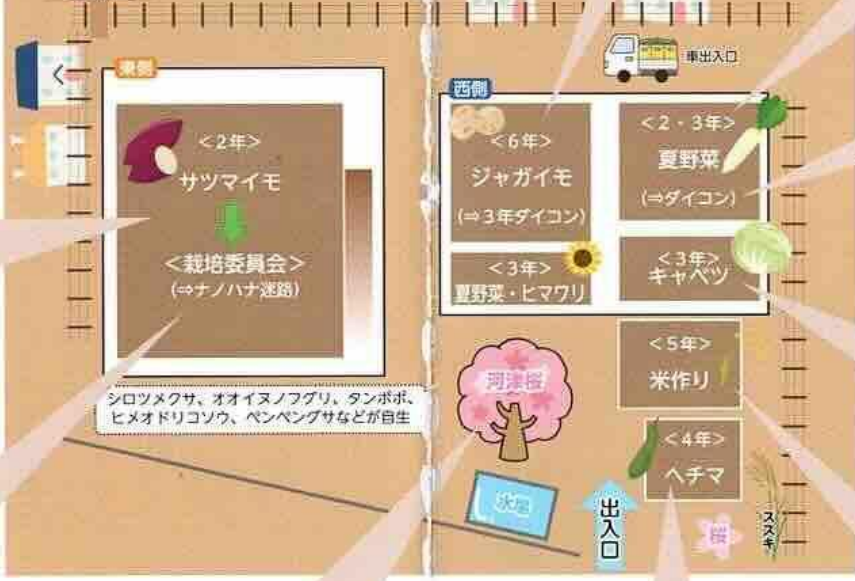 東側
<2年>
サツマイモ
<栽培委員会>
(⇒ナノハナ迷路)
シロツメクサ、オオイヌノフグリ、タンポポ、
ヒメオドリコソウ、ペンペングサなどが自生
車出入口
西側
<6年>
ジャガイモ
(⇒3年ダイコン)
<2・3年>
夏野菜
(⇒ダイコン)
<3年>
夏野菜・ヒマワリ
<3年>
キャベツ
河津桜
<5年>
米作り
<4年>
ヘチマ
出入口
桜
ススキ